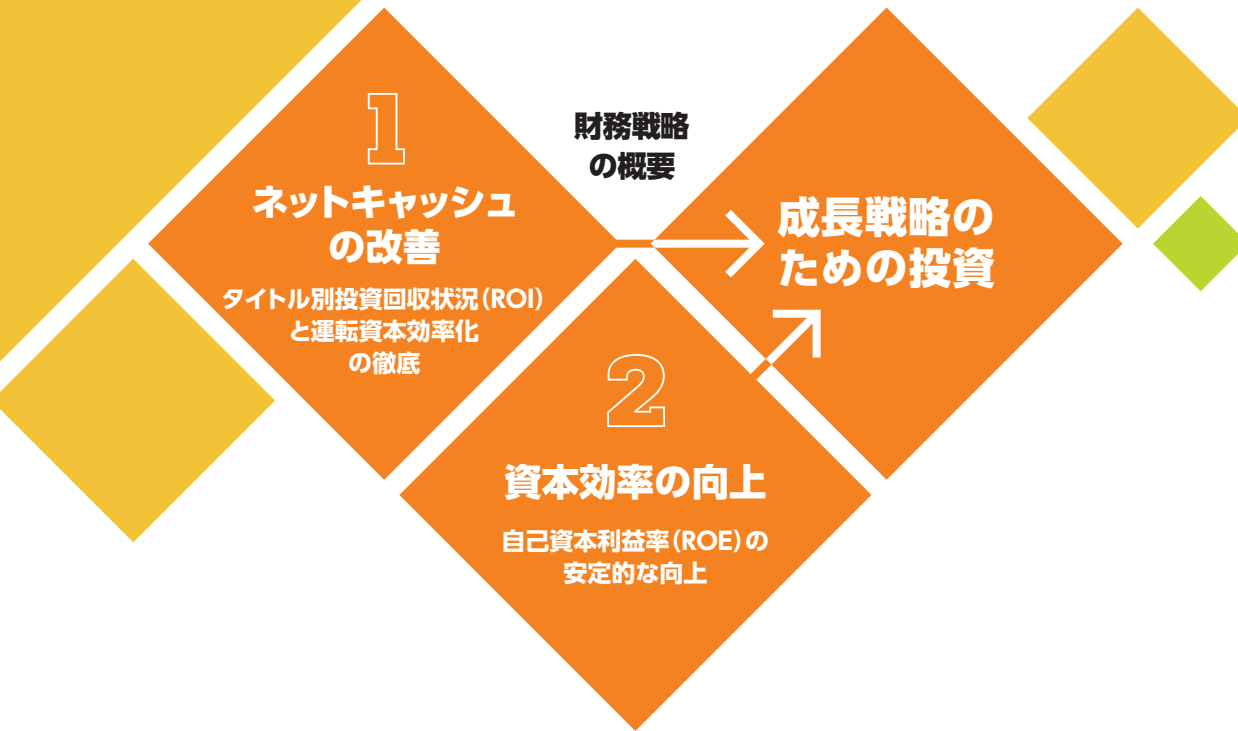 財務戦略
の概要
1
ネットキャッシュ
の改善
タイトル別投資回収状況(ROI)
と運転資本効率化
の徹底
2
資本効率の向上
自己資本利益率(ROE)の
安定的な向上
成長戦略の
ための投資